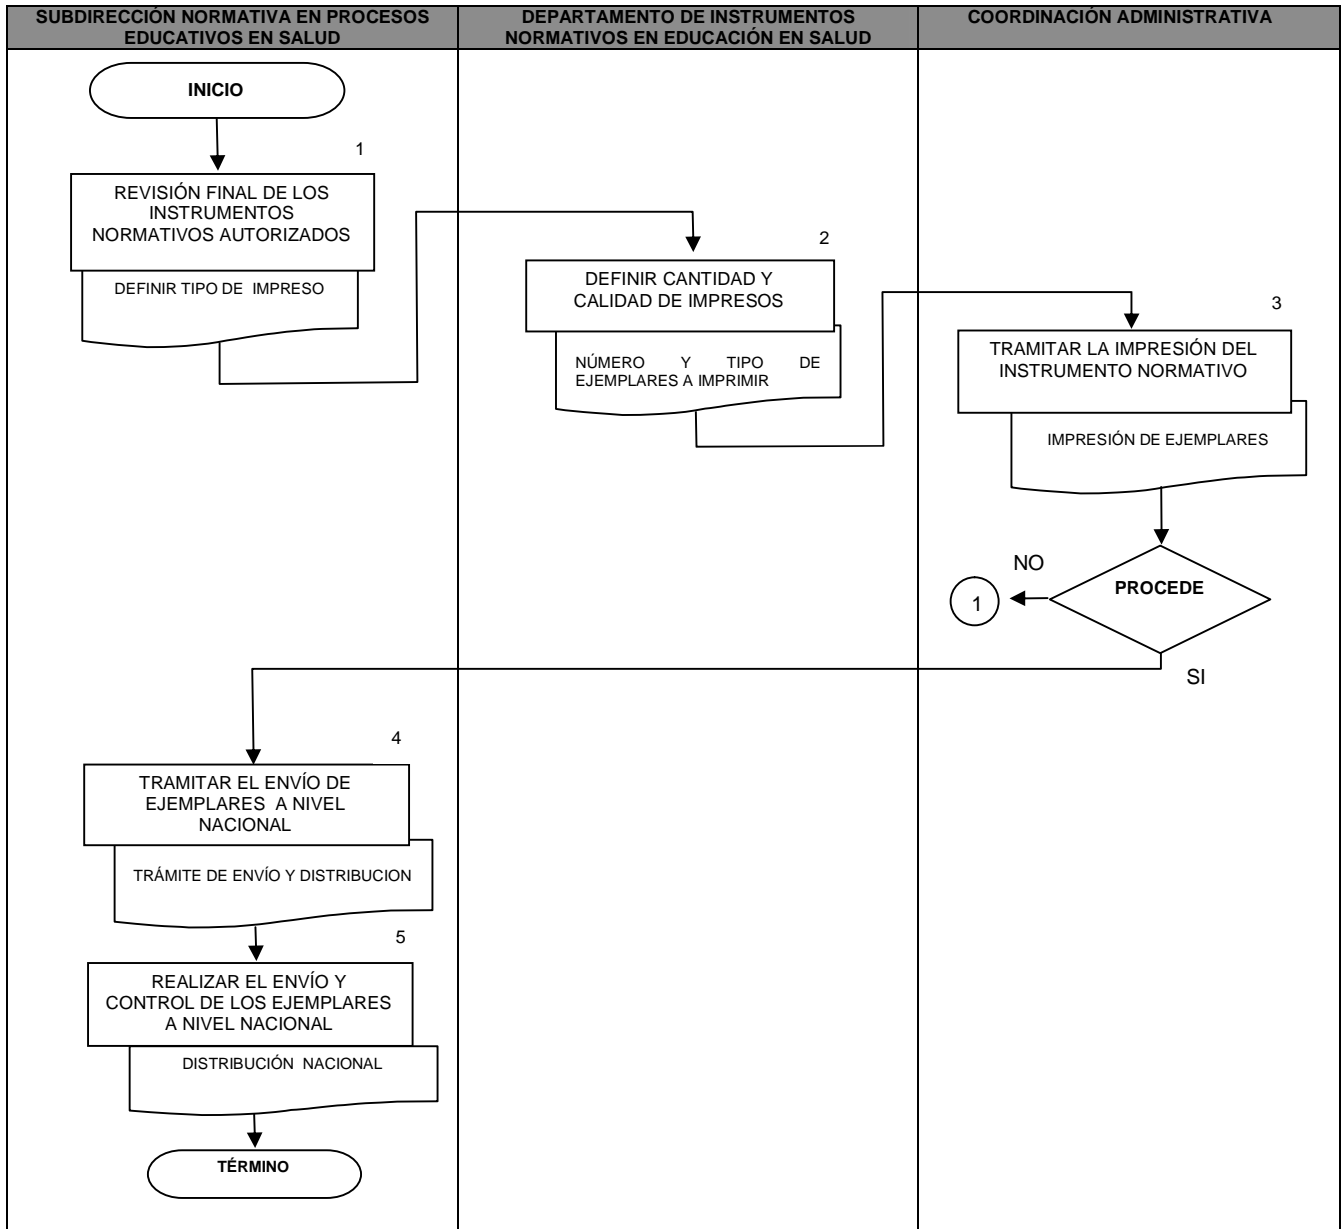 SUBDIRECCIÓN NORMATIVA EN PROCESOS
EDUCATIVOS EN SALUD
DEPARTAMENTO DE INSTRUMENTOS
NORMATIVOS EN EDUCACIÓN EN SALUD
COORDINACIÓN ADMINISTRATIVA
INICIO
1
REVISIÓN FINAL DE LOS
INSTRUMENTOS
NORMATIVOS AUTORIZADOS
DEFINIR TIPO DE IMPRESO
2
DEFINIR CANTIDAD Y
CALIDAD DE IMPRESOS
NÚMERO Y TIPO DE
EJEMPLARES A IMPRIMIR
3
TRAMITAR LA IMPRESIÓN DEL
INSTRUMENTO NORMATIVO
IMPRESIÓN DE EJEMPLARES
NO
PROCEDE
1
SI
4
TRAMITAR EL ENVÍO DE
EJEMPLARES A NIVEL
NACIONAL
TRÁMITE DE ENVÍO Y DISTRIBUCION
5
REALIZAR EL ENVÍO Y
CONTROL DE LOS EJEMPLARES
A NIVEL NACIONAL
DISTRIBUCIÓN NACIONAL
TÉRMINO